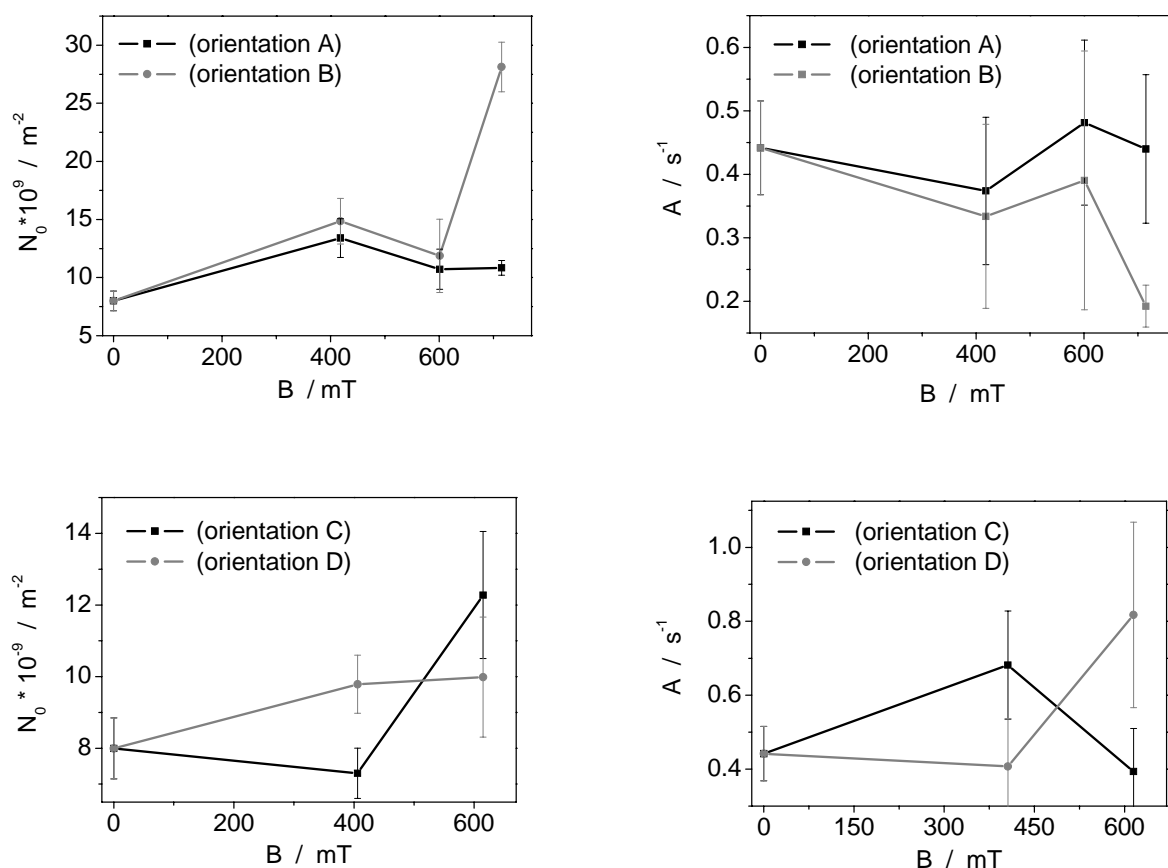 (orientation A)
(orientation B)
30
25
20
15
10
5
N₀*10⁹ / m⁻²
0 200 400 600
B / mT
(orientation A)
(orientation B)
0.6
0.5
0.4
0.3
0.2
A / s⁻¹
0 200 400 600
B / mT
(orientation C)
(orientation D)
14
12
10
8
N₀ * 10⁻⁹ / m⁻²
0 200 400 600
B / mT
(orientation C)
(orientation D)
1.0
0.8
0.6
0.4
A / s⁻¹
0 150 300 450 600
B / mT